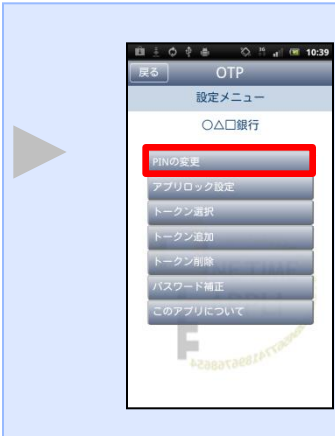 10:39
戻る
OTP
設定メニュー
○△□銀行
PINの変更
アプリロック設定
トークン選択
トークン追加
トークン削除
パスワード補正
このアプリについて